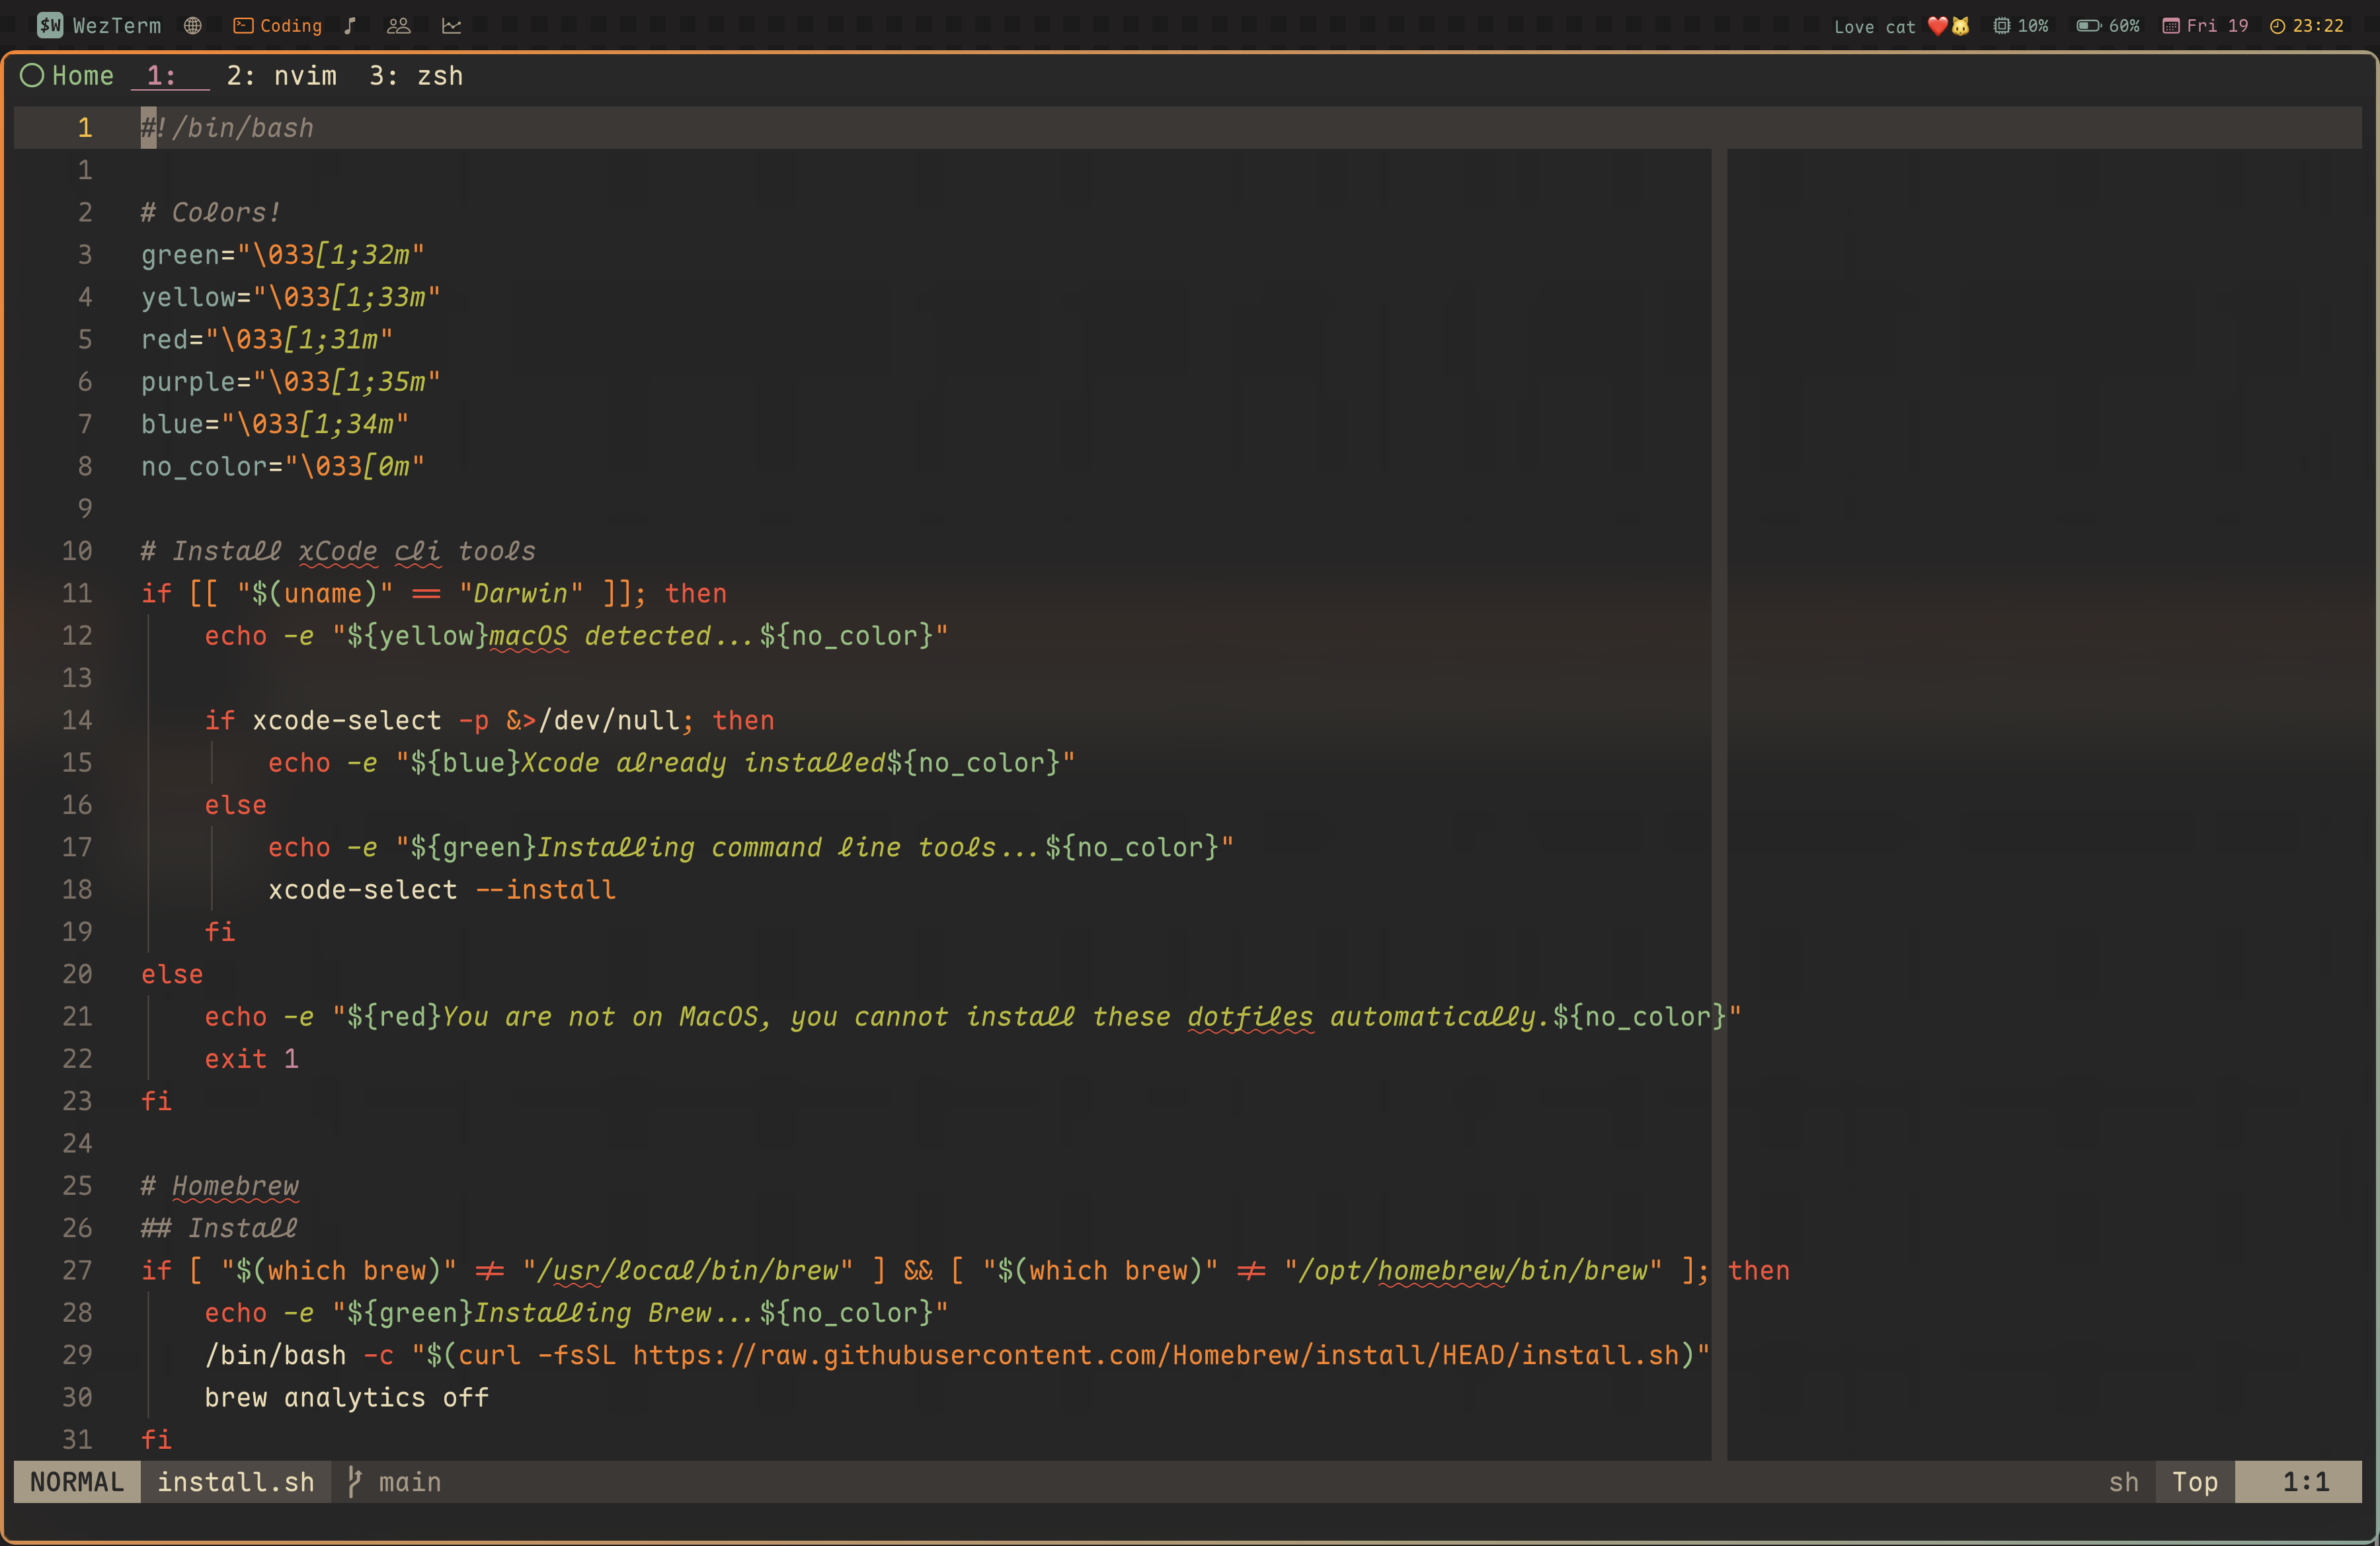 $W WezTerm Coding Love cat ❤️🐱 10% 60% Fri 19 23:22
Home 1: 2: nvim 3: zsh
1 #!/bin/bash
1
2 # Colors!
3 green="\033[1;32m"
4 yellow="\033[1;33m"
5 red="\033[1;31m"
6 purple="\033[1;35m"
7 blue="\033[1;34m"
8 no_color="\033[0m"
9
10 # Install xCode cli tools
11 if [[ "$(uname)" == "Darwin" ]]; then
12     echo -e "${yellow}macOS detected...${no_color}"
13
14     if xcode-select -p &>/dev/null; then
15         echo -e "${blue}Xcode already installed${no_color}"
16     else
17         echo -e "${green}Installing command line tools...${no_color}"
18         xcode-select --install
19     fi
20 else
21     echo -e "${red}You are not on MacOS, you cannot install these dotfiles automatically.${no_color}"
22     exit 1
23 fi
24
25 # Homebrew
26 ## Install
27 if [ "$(which brew)" != "/usr/local/bin/brew" ] && [ "$(which brew)" != "/opt/homebrew/bin/brew" ]; then
28     echo -e "${green}Installing Brew...${no_color}"
29     /bin/bash -c "$(curl -fsSL https://raw.githubusercontent.com/Homebrew/install/HEAD/install.sh)"
30     brew analytics off
31 fi
NORMAL install.sh main sh Top 1:1